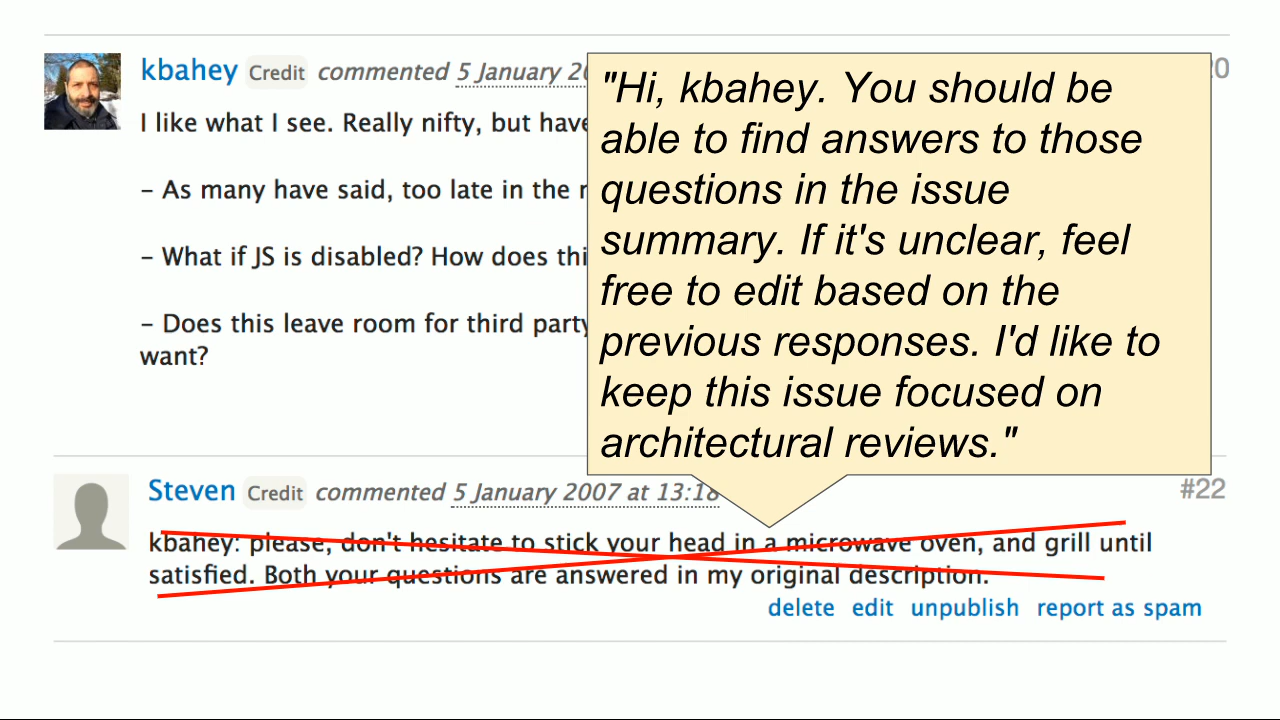 kbahey Credit commented 5 January
I like what I see. Really nifty, but have
– As many have said, too late in the
– What if JS is disabled? How does
– Does this leave room for third party
want?
"Hi, kbahey. You should be
able to find answers to those
questions in the issue
summary. If it's unclear, feel
free to edit based on the
previous responses. I'd like to
keep this issue focused on
architectural reviews."
Steven Credit commented 5 January 2007 at 13:18
#22
kbahey: please, don't hesitate to stick your head in a microwave oven, and grill until
satisfied. Both your questions are answered in my original description.
delete edit unpublish report as spam